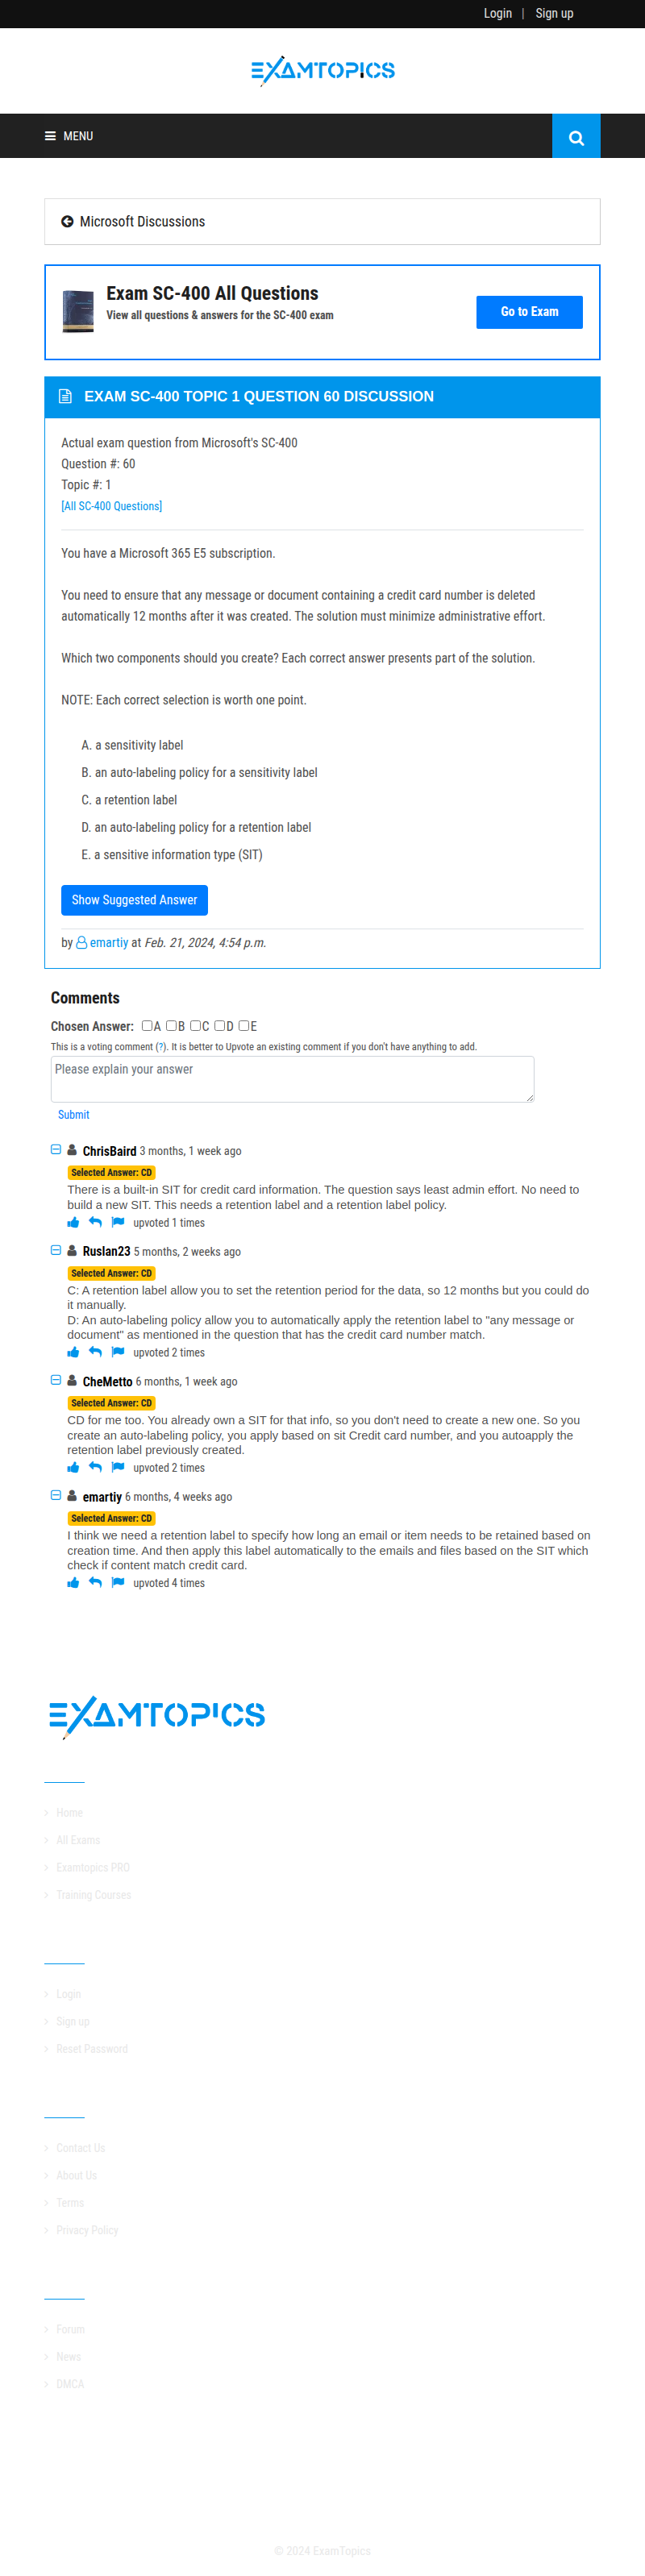 Login | Sign up
EXAMTOPICS
MENU
Microsoft Discussions
Exam SC-400 All Questions
View all questions & answers for the SC-400 exam
Go to Exam
EXAM SC-400 TOPIC 1 QUESTION 60 DISCUSSION
Actual exam question from Microsoft's SC-400
Question #: 60
Topic #: 1
[All SC-400 Questions]
You have a Microsoft 365 E5 subscription.
You need to ensure that any message or document containing a credit card number is deleted
automatically 12 months after it was created. The solution must minimize administrative effort.
Which two components should you create? Each correct answer presents part of the solution.
NOTE: Each correct selection is worth one point.
A. a sensitivity label
B. an auto-labeling policy for a sensitivity label
C. a retention label
D. an auto-labeling policy for a retention label
E. a sensitive information type (SIT)
Show Suggested Answer
by emartiy at Feb. 21, 2024, 4:54 p.m.
Comments
Chosen Answer: A B C D E
This is a voting comment (?). It is better to Upvote an existing comment if you don't have anything to add.
Please explain your answer
Submit
ChrisBaird 3 months, 1 week ago
Selected Answer: CD
There is a built-in SIT for credit card information. The question says least admin effort. No need to
build a new SIT. This needs a retention label and a retention label policy.
upvoted 1 times
Ruslan23 5 months, 2 weeks ago
Selected Answer: CD
C: A retention label allow you to set the retention period for the data, so 12 months but you could do
it manually.
D: An auto-labeling policy allow you to automatically apply the retention label to "any message or
document" as mentioned in the question that has the credit card number match.
upvoted 2 times
CheMetto 6 months, 1 week ago
Selected Answer: CD
CD for me too. You already own a SIT for that info, so you don't need to create a new one. So you
create an auto-labeling policy, you apply based on sit Credit card number, and you autoapply the
retention label previously created.
upvoted 2 times
emartiy 6 months, 4 weeks ago
Selected Answer: CD
I think we need a retention label to specify how long an email or item needs to be retained based on
creation time. And then apply this label automatically to the emails and files based on the SIT which
check if content match credit card.
upvoted 4 times
EXAMTOPICS
Home
All Exams
Examtopics PRO
Training Courses
Login
Sign up
Reset Password
Contact Us
About Us
Terms
Privacy Policy
Forum
News
DMCA
© 2024 ExamTopics